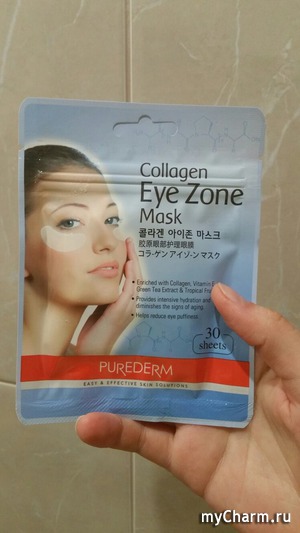 Collagen
Eye Zone
Mask
콜라겐 아이존 마스크
胶原眼部护理眼膜
コラ-ゲン アイゾ-ン マスク
• Enriched with Collagen, Vitamin
Green Tea Extract & Tropical
• Provides intensive hydration and
diminishes the signs of aging.
• Helps reduce eye puffiness.
30
sheets
PUREDERM
EASY & EFFECTIVE SKIN SOLUTIONS
myCharm.ru